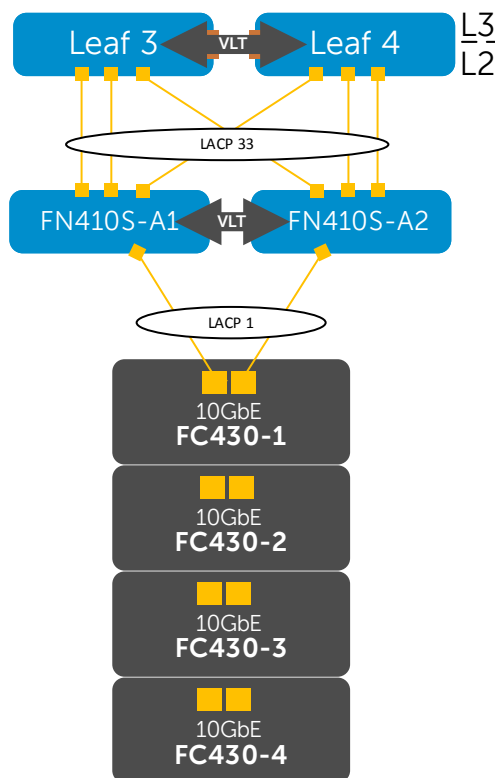 Leaf 3
VLT
Leaf 4
L3
L2
LACP 33
FN410S-A1
VLT
FN410S-A2
LACP 1
10GbE
FC430-1
10GbE
FC430-2
10GbE
FC430-3
10GbE
FC430-4